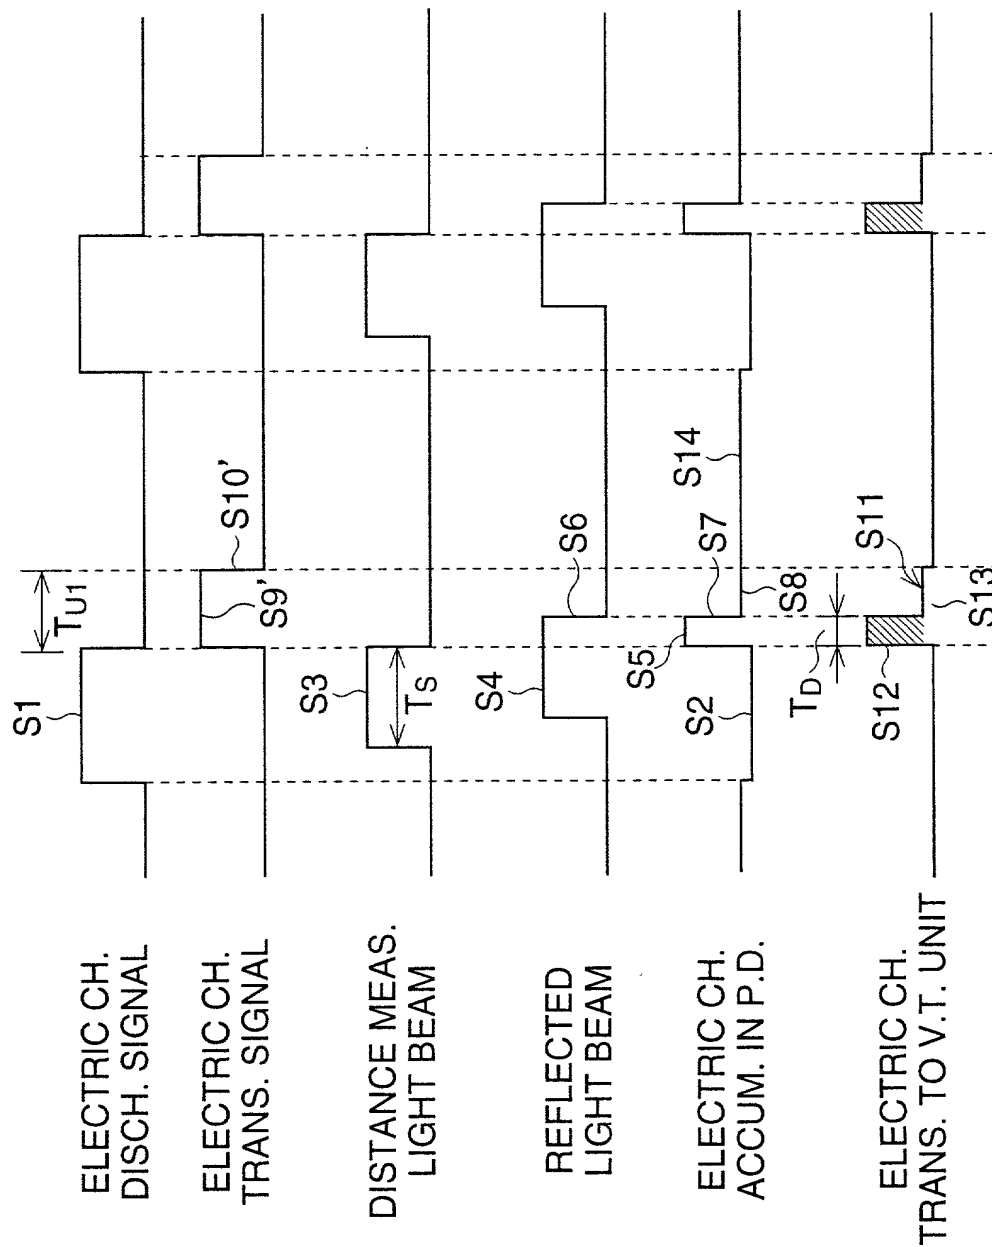 ELECTRIC CH.
DISCH. SIGNAL
S1
TU1
ELECTRIC CH.
TRANS. SIGNAL
S9'
S10'
DISTANCE MEAS.
LIGHT BEAM
S3
TS
REFLECTED
LIGHT BEAM
S4
S6
ELECTRIC CH.
ACCUM. IN P.D.
S2
S5
S7
S8
S14
ELECTRIC CH.
TRANS. TO V.T. UNIT
TD
S12
S11
S13